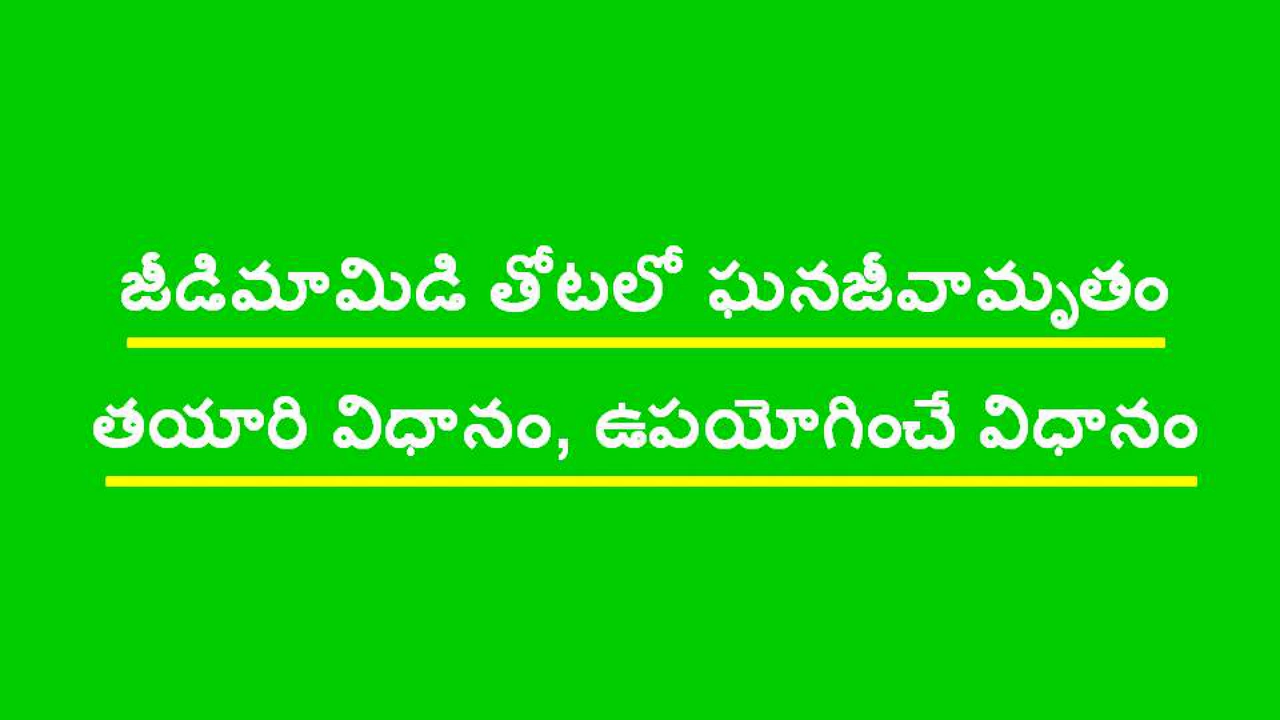 జీడిమామిడి తోటలో ఘనజీవామృతం
తయారి విధానం, ఉపయోగించే విధానం